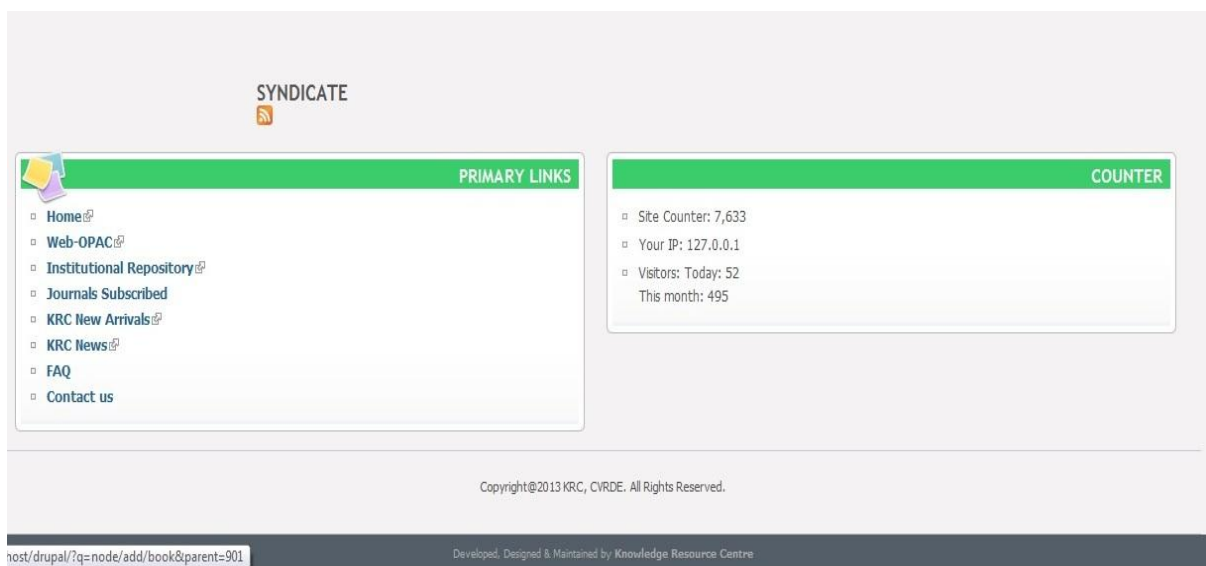 SYNDICATE
PRIMARY LINKS
Home
Web-OPAC
Institutional Repository
Journals Subscribed
KRC New Arrivals
KRC News
FAQ
Contact us
COUNTER
Site Counter: 7,633
Your IP: 127.0.0.1
Visitors: Today: 52
This month: 495
Copyright@2013 KRC, CVRDE. All Rights Reserved.
host/drupal/?q=node/add/book&parent=901
Developed, Designed & Maintained by Knowledge Resource Centre